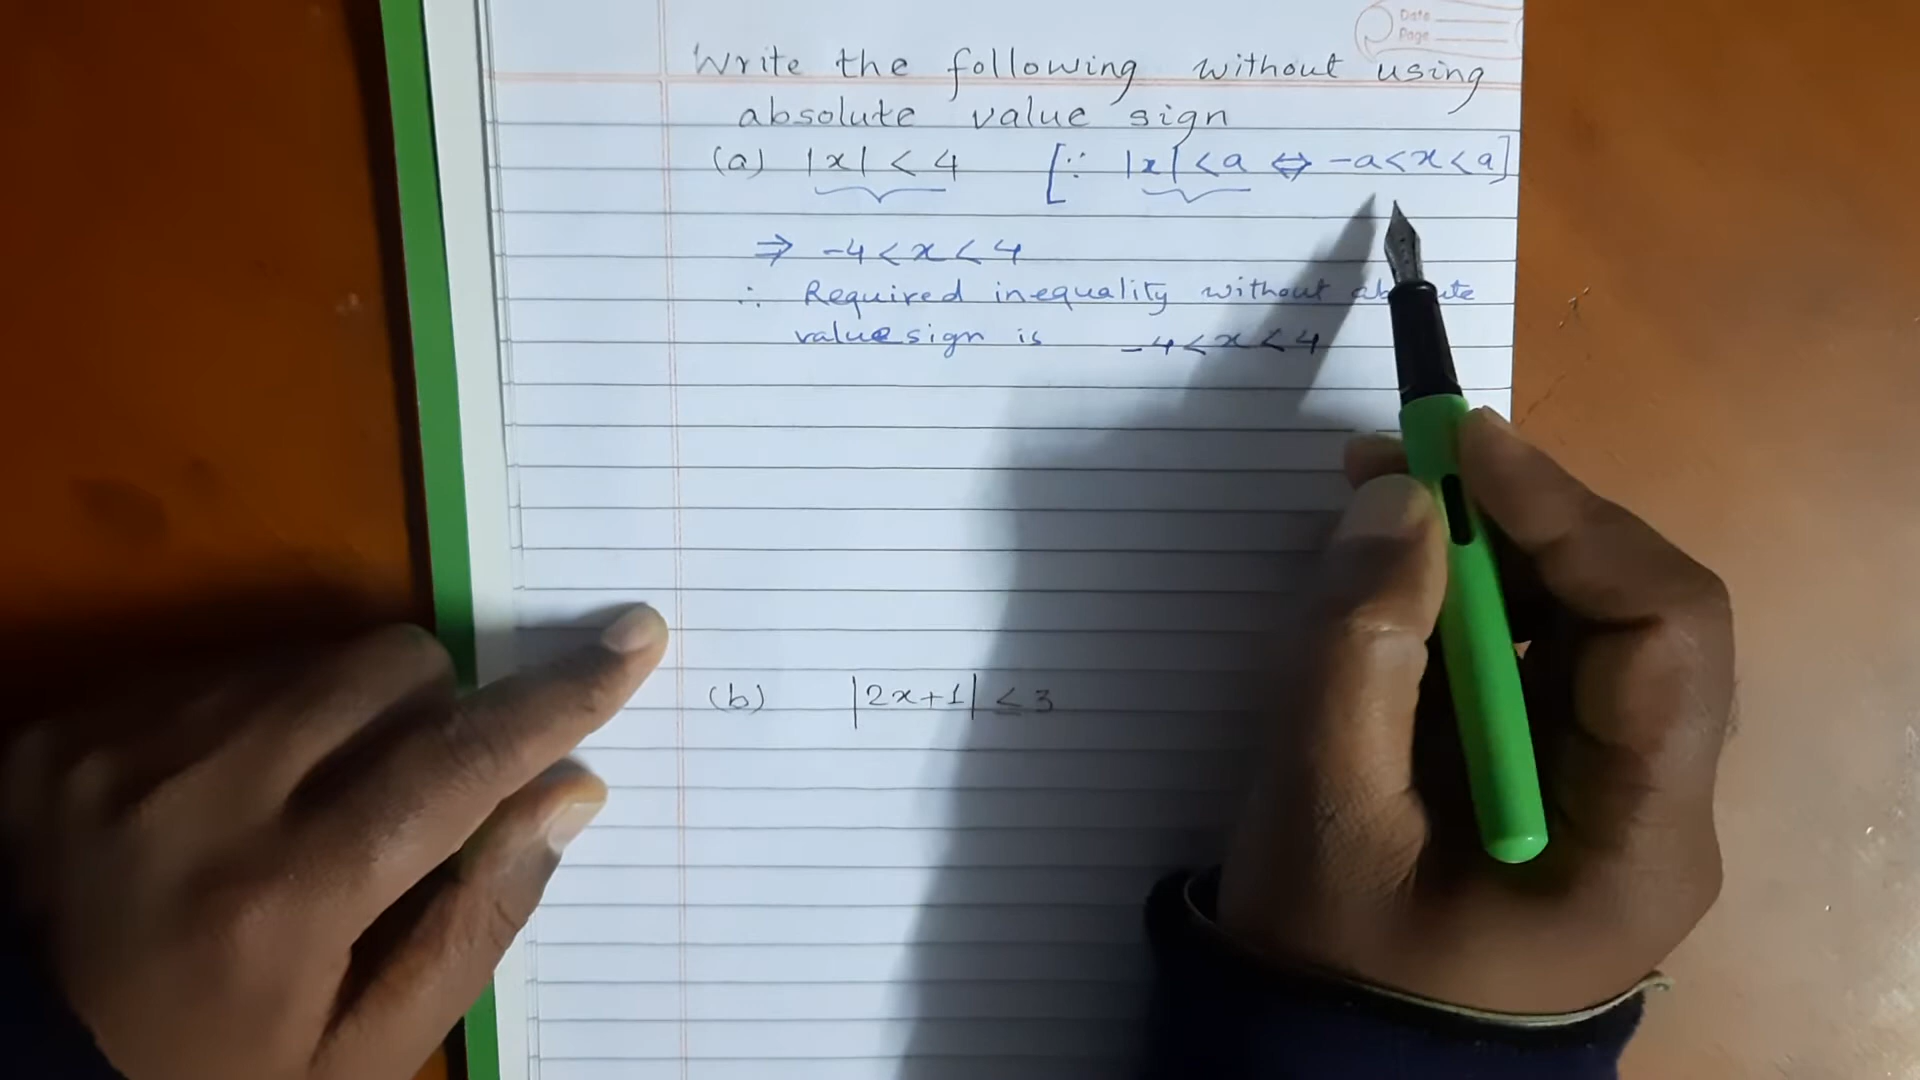 Date
Page
Write the following without using
absolute value sign
(a) |x| < 4 [∵ |x| < a ⇔ -a < x < a]
⇒ -4 < x < 4
∴ Required inequality without
value sign is -4 < x < 4
(b) |2x+1| ≤ 3